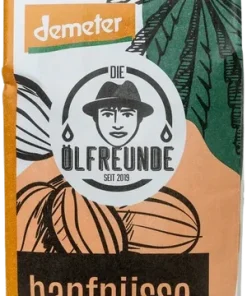 demeter
DIE
ÖLFREUNDE
SEIT 2019
hanfnüsse